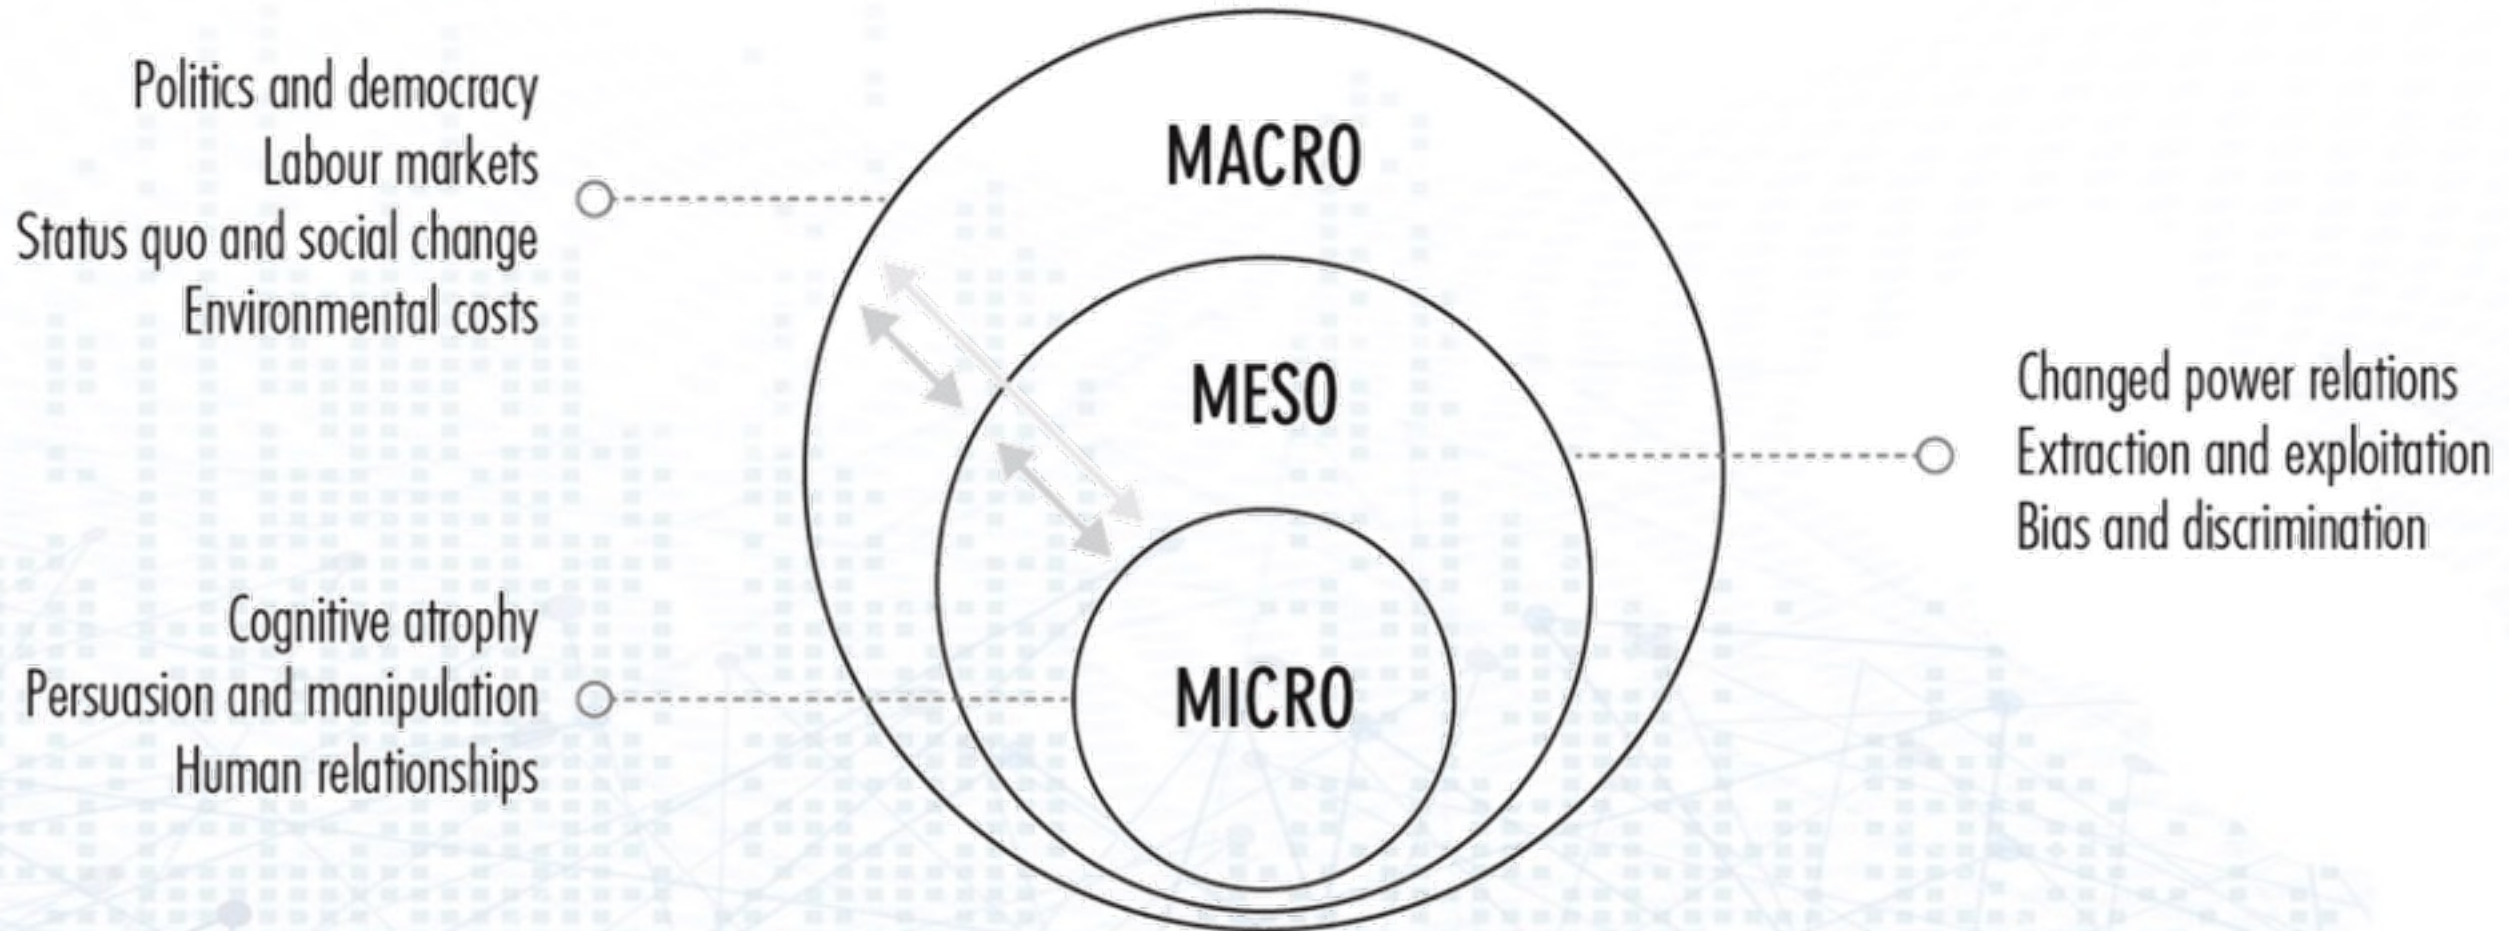 Politics and democracy
Labour markets
Status quo and social change
Environmental costs
MACRO
MESO
Changed power relations
Extraction and exploitation
Bias and discrimination
Cognitive atrophy
Persuasion and manipulation
Human relationships
MICRO